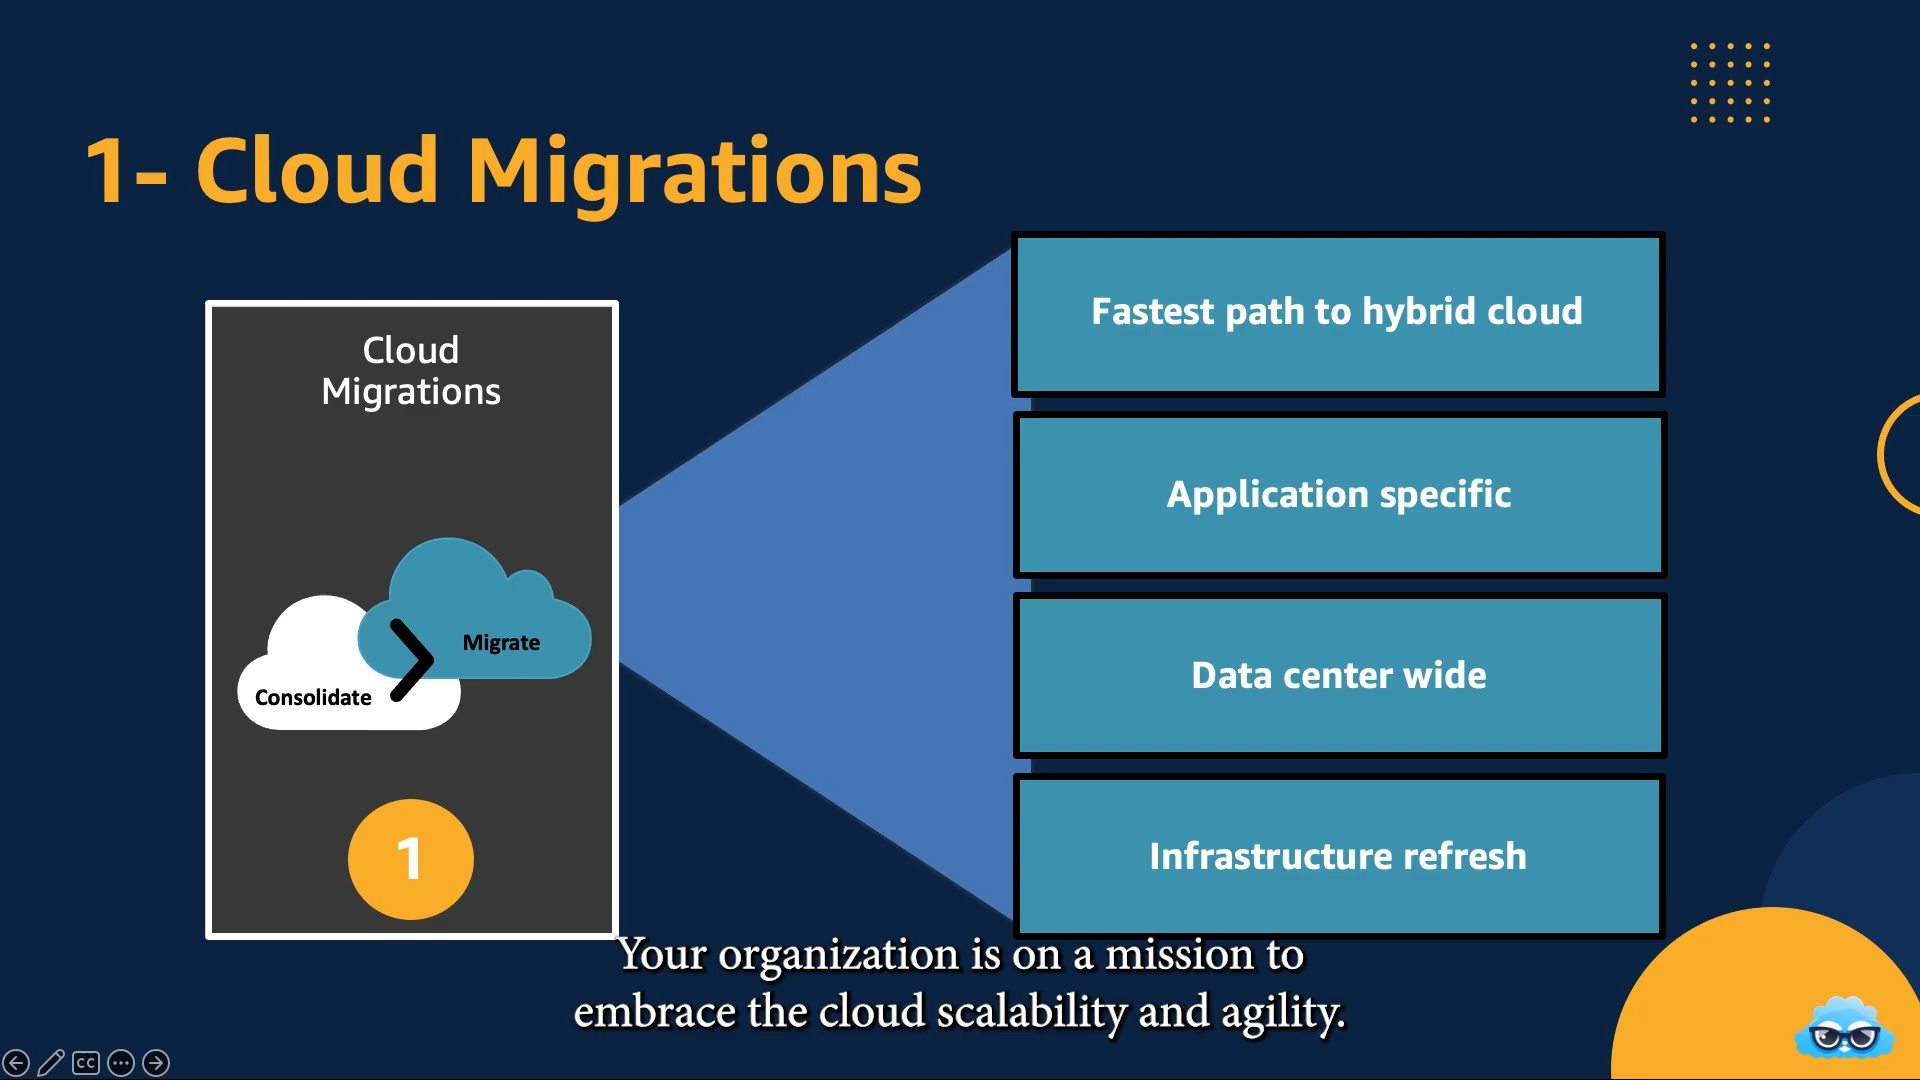 1- Cloud Migrations
Cloud
Migrations
Migrate
Consolidate
1
Fastest path to hybrid cloud
Application specific
Data center wide
Infrastructure refresh
Your organization is on a mission to
embrace the cloud scalability and agility.
CC